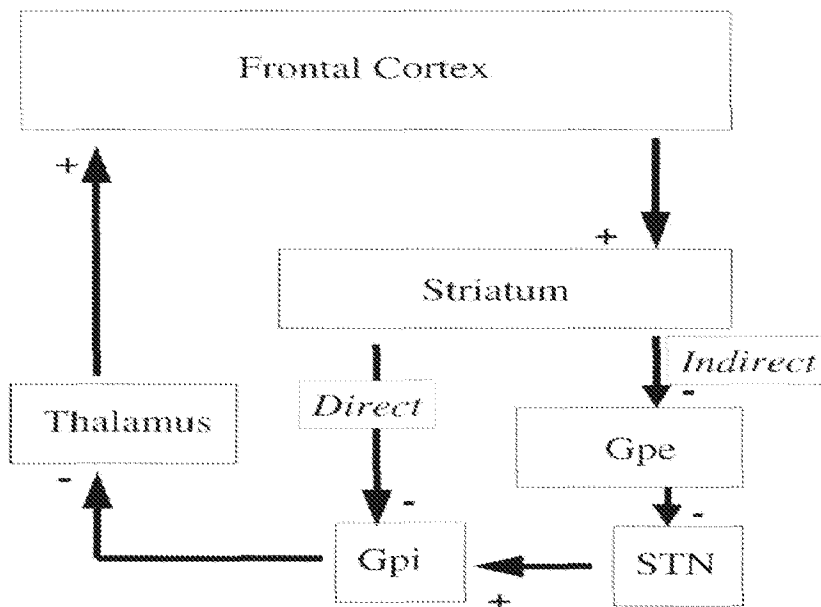 Frontal Cortex
+
+
Striatum
Indirect
-
Direct
Thalamus
Gpe
-
-
-
Gpi
STN
+